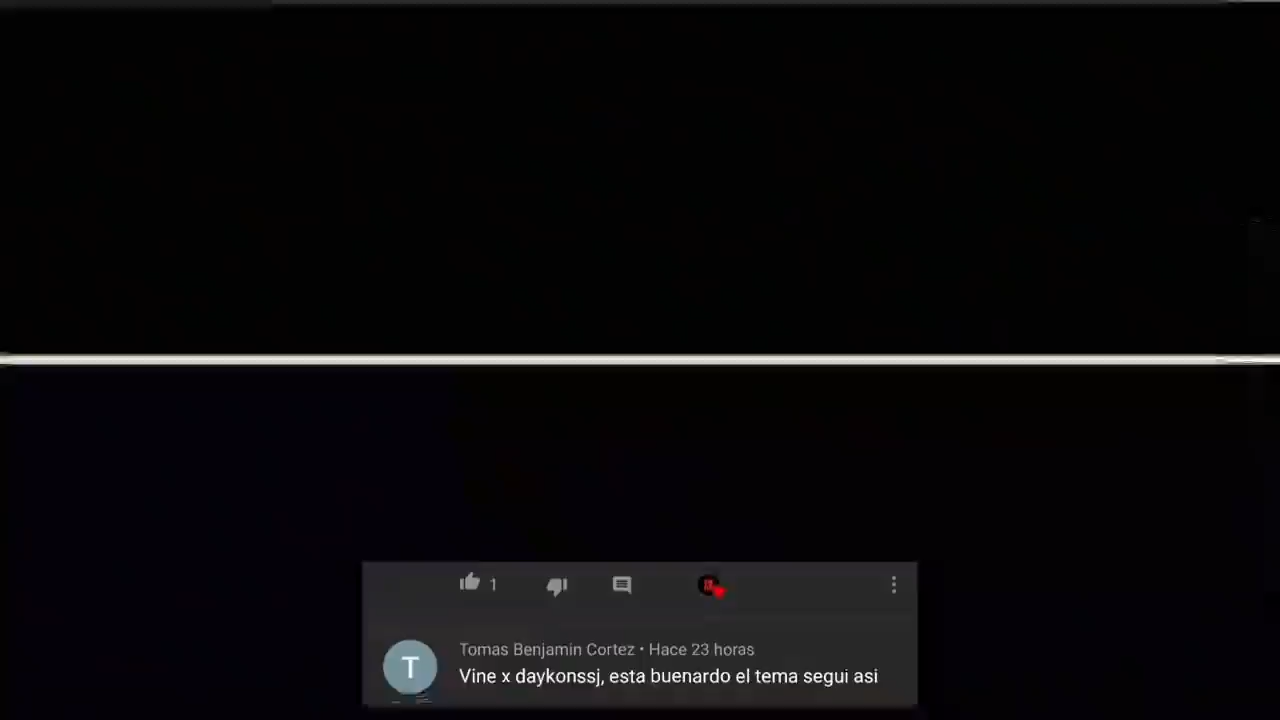 1
T
Tomas Benjamin Cortez • Hace 23 horas
Vine x daykonssj, esta buenardo el tema segui asi